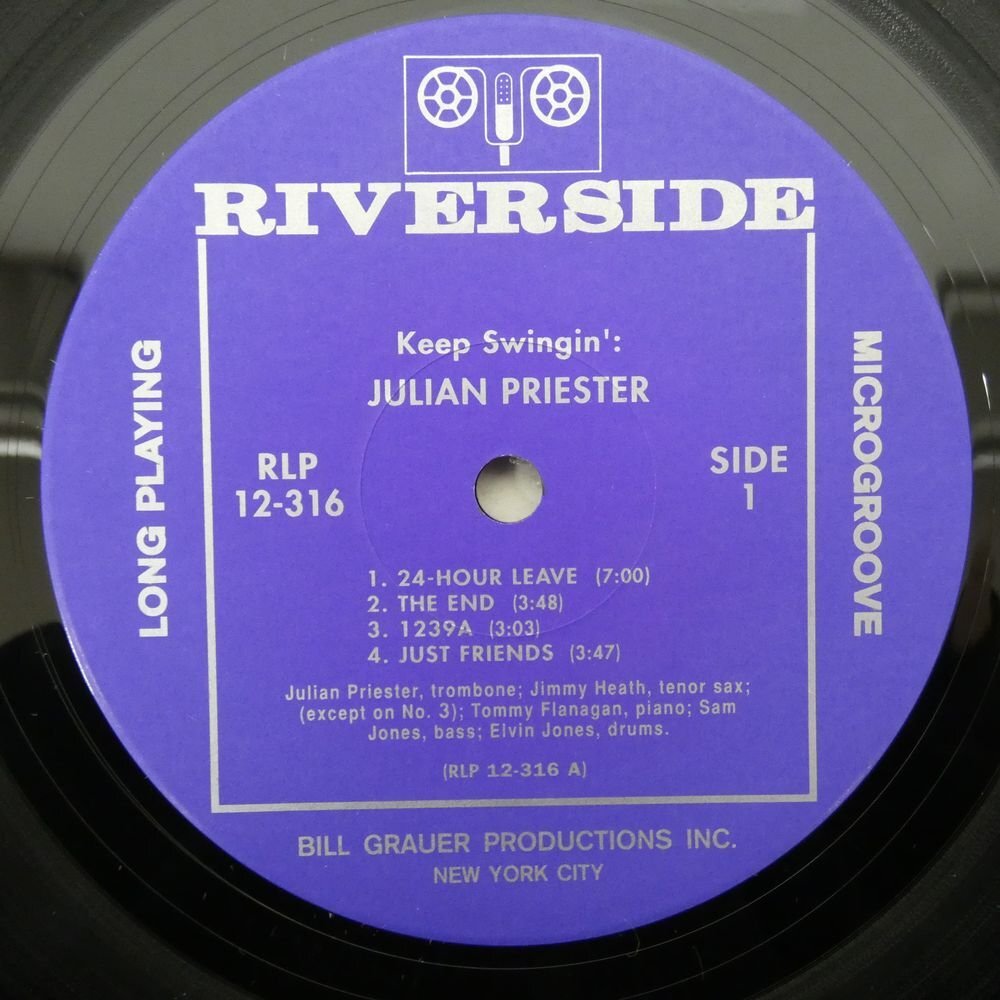 RIVERSIDE
Keep Swingin':
JULIAN PRIESTER
RLP
12-316
SIDE
1
LONG PLAYING
MICROGROOVE
1. 24-HOUR LEAVE (7:00)
2. THE END (3:48)
3. 1239A (3:03)
4. JUST FRIENDS (3:47)
Julian Priester, trombone; Jimmy Heath, tenor sax;
(except on No. 3); Tommy Flanagan, piano; Sam
Jones, bass; Elvin Jones, drums.
(RLP 12-316 A)
BILL GRAUER PRODUCTIONS INC.
NEW YORK CITY